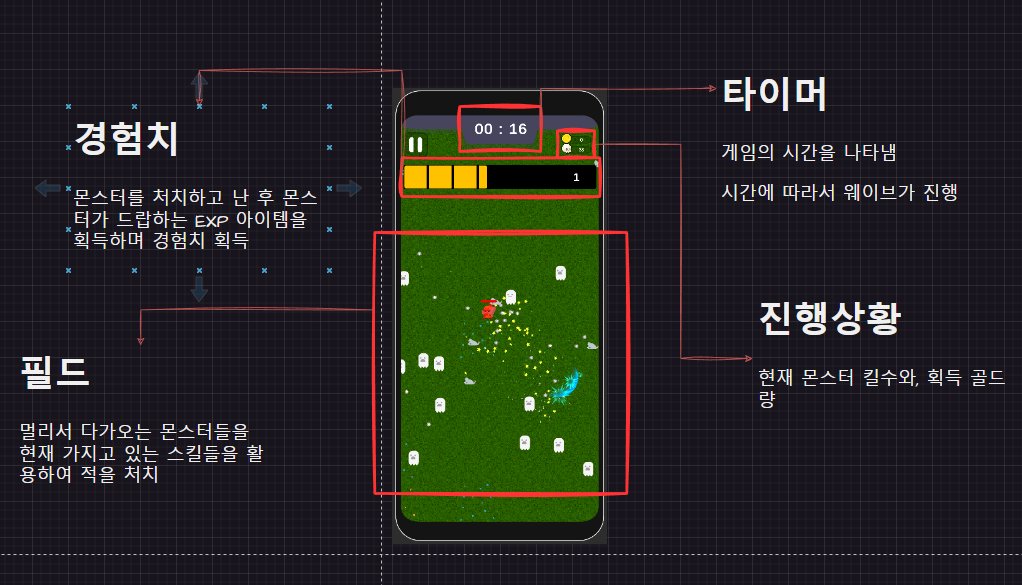 경험치
몬스터를 처치하고 난 후 몬스
터가 드랍하는 EXP 아이템을
획득하며 경험치 획득
필드
멀리서 다가오는 몬스터들을
현재 가지고 있는 스킬들을 활
용하여 적을 처치
00 : 16
1
타이머
게임의 시간을 나타냄
시간에 따라서 웨이브가 진행
진행상황
현재 몬스터 킬수와, 획득 골드
량